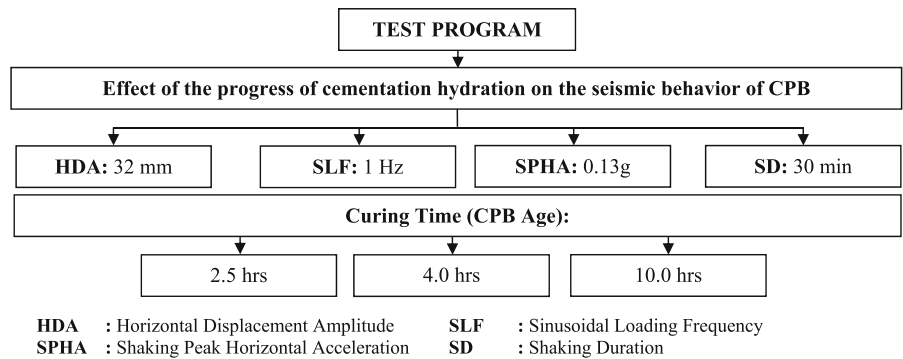 TEST PROGRAM
Effect of the progress of cementation hydration on the seismic behavior of CPB
HDA: 32 mm
SLF: 1 Hz
SPHA: 0.13g
SD: 30 min
Curing Time (CPB Age):
2.5 hrs
4.0 hrs
10.0 hrs
HDA : Horizontal Displacement Amplitude
SLF : Sinusoidal Loading Frequency
SPHA : Shaking Peak Horizontal Acceleration
SD : Shaking Duration